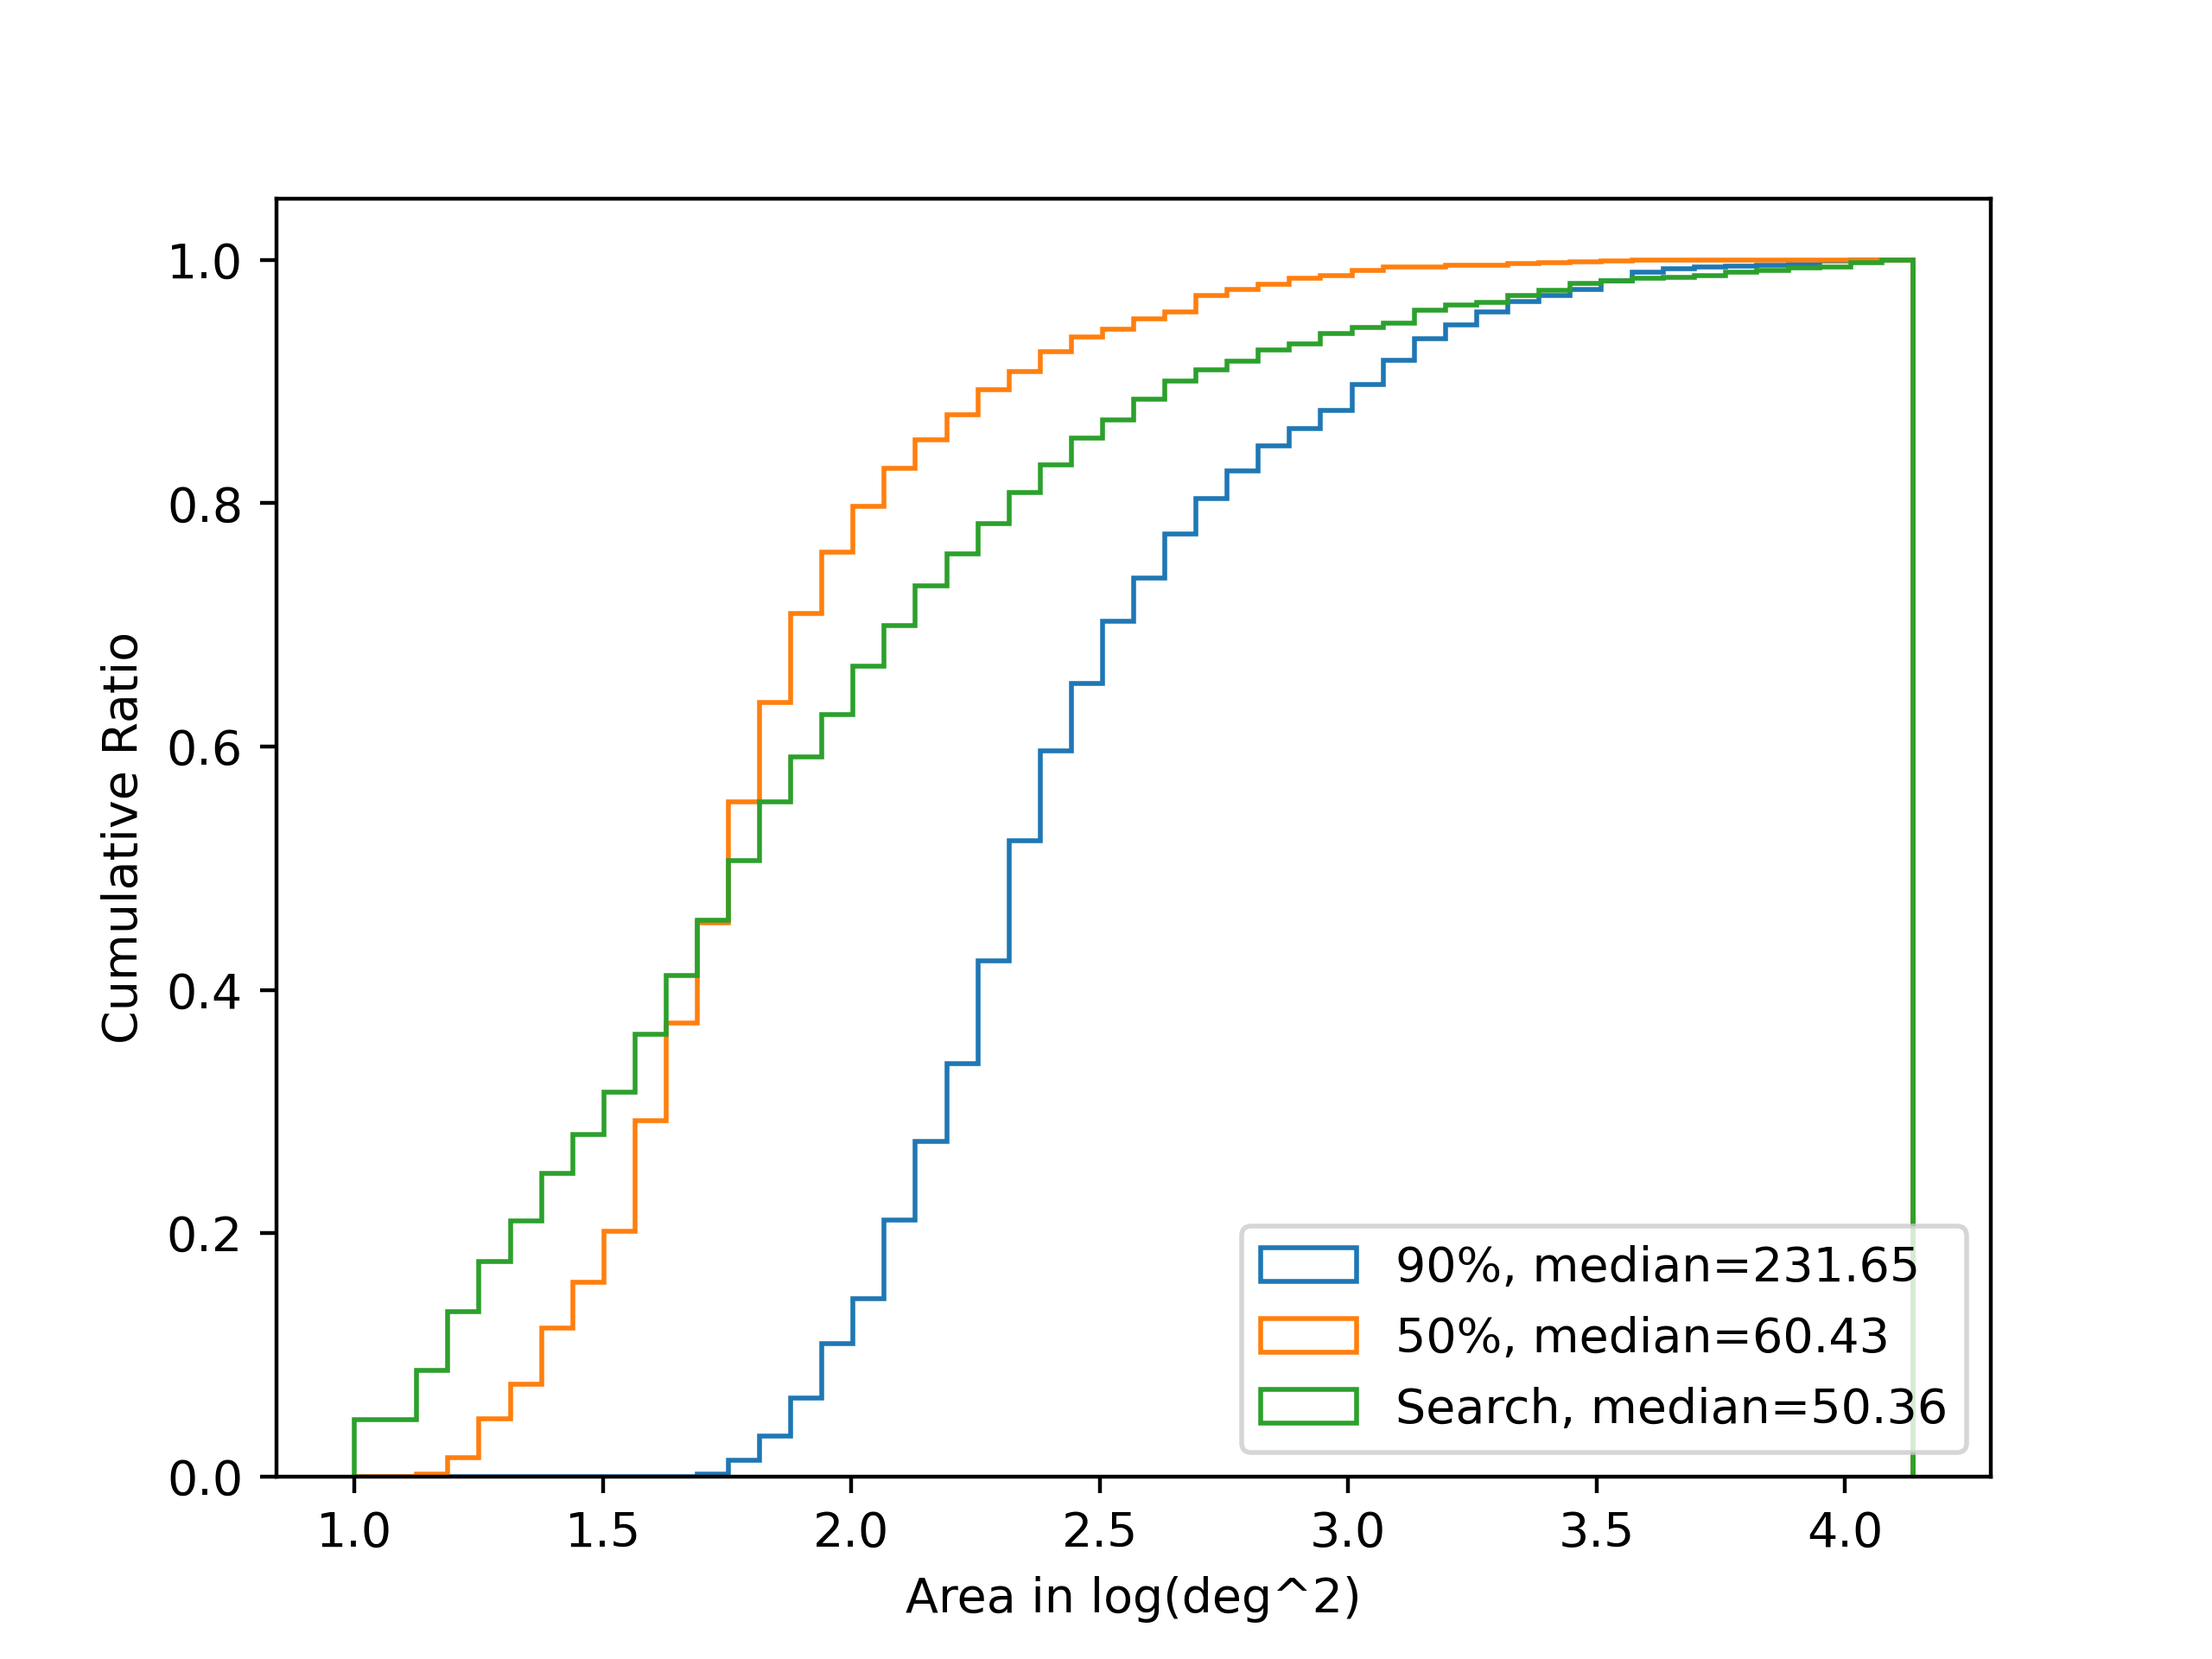 1.0
0.8
0.6
0.4
0.2
0.0
Cumulative Ratio
90%, median=231.65
50%, median=60.43
Search, median=50.36
1.0 1.5 2.0 2.5 3.0 3.5 4.0
Area in log(deg^2)